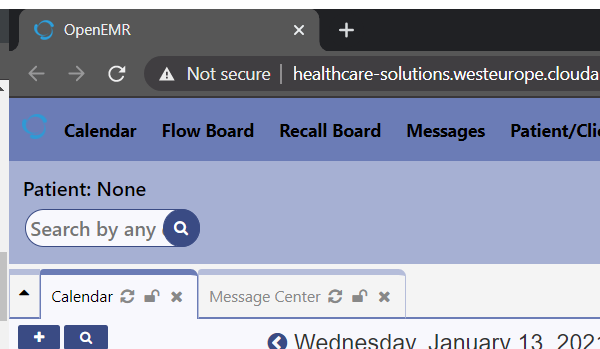 OpenEMR
Not secure healthcare-solutions.westeurope.clouda
Calendar Flow Board Recall Board Messages Patient/Clie
Patient: None
Search by any
Calendar Message Center
Wednesday, January 13, 2021